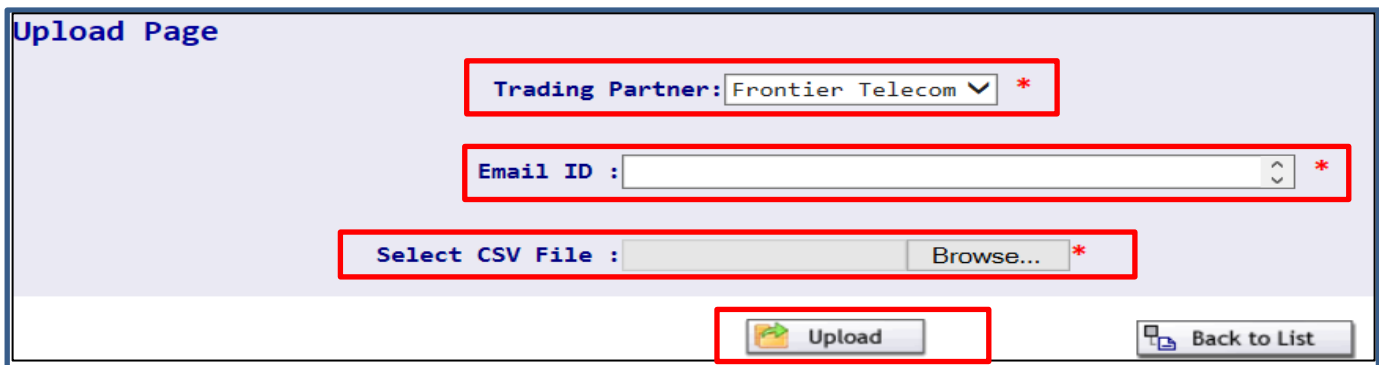 Upload Page
Trading Partner: Frontier Telecom *
Email ID : *
Select CSV File : Browse... *
Upload Back to List